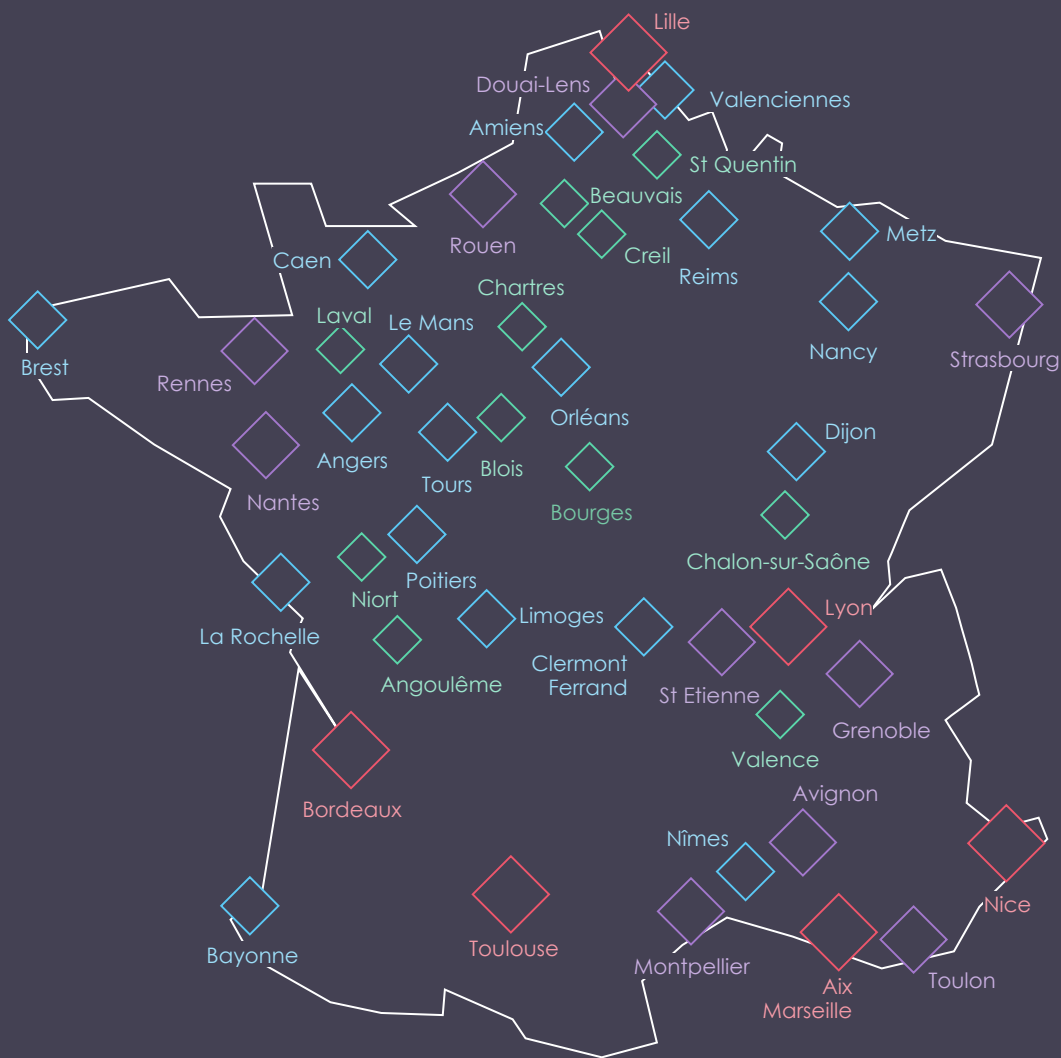 Lille
Douai-Lens
Valenciennes
Amiens
St Quentin
Beauvais
Metz
Rouen
Creil
Caen
Reims
Chartres
Laval
Le Mans
Nancy
Strasbourg
Brest
Rennes
Orléans
Dijon
Angers
Blois
Tours
Nantes
Bourges
Chalon-sur-Saône
Poitiers
Niort
Lyon
Limoges
La Rochelle
Clermont
Ferrand
Angoulême
St Etienne
Grenoble
Valence
Avignon
Bordeaux
Nîmes
Nice
Toulouse
Bayonne
Montpellier
Toulon
Aix
Marseille